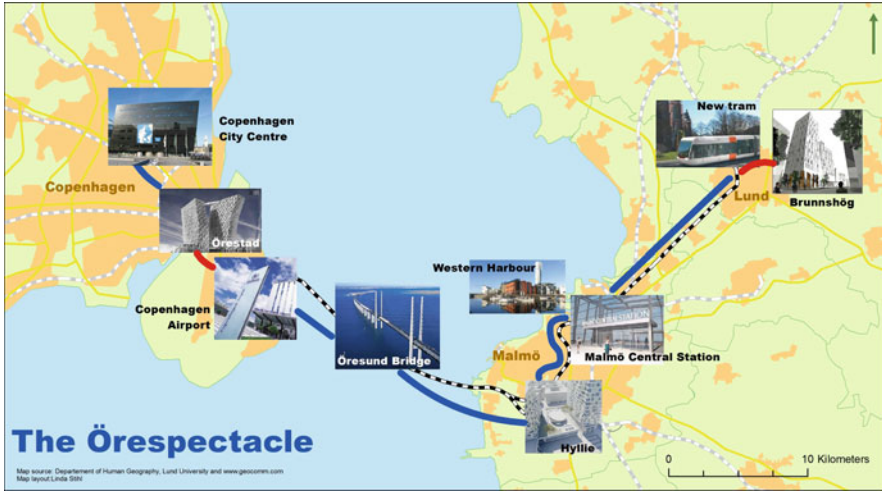 Copenhagen
City Centre
Copenhagen
Örestad
Copenhagen
Airport
Öresund Bridge
Western Harbour
Malmö
Malmö Central Station
Hyllie
New tram
Lund
Brunnshög
The Örespectacle
Map source: Departement of Human Geography, Lund University and www.geocomm.com
Map layout:Linda Stihl
0 10 Kilometers